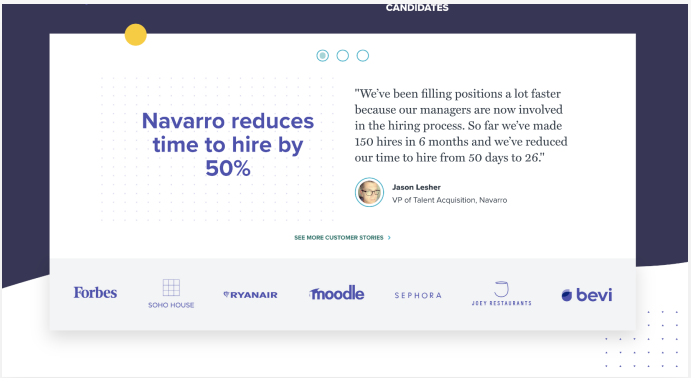 CANDIDATES
Navarro reduces
time to hire by
50%
"We've been filling positions a lot faster
because our managers are now involved
in the hiring process. So far we've made
150 hires in 6 months and we've reduced
our time to hire from 50 days to 26."
Jason Lesher
VP of Talent Acquisition, Navarro
SEE MORE CUSTOMER STORIES >
Forbes
SOHO HOUSE
RYANAIR
moodle
SEPHORA
JOEY RESTAURANTS
bevi